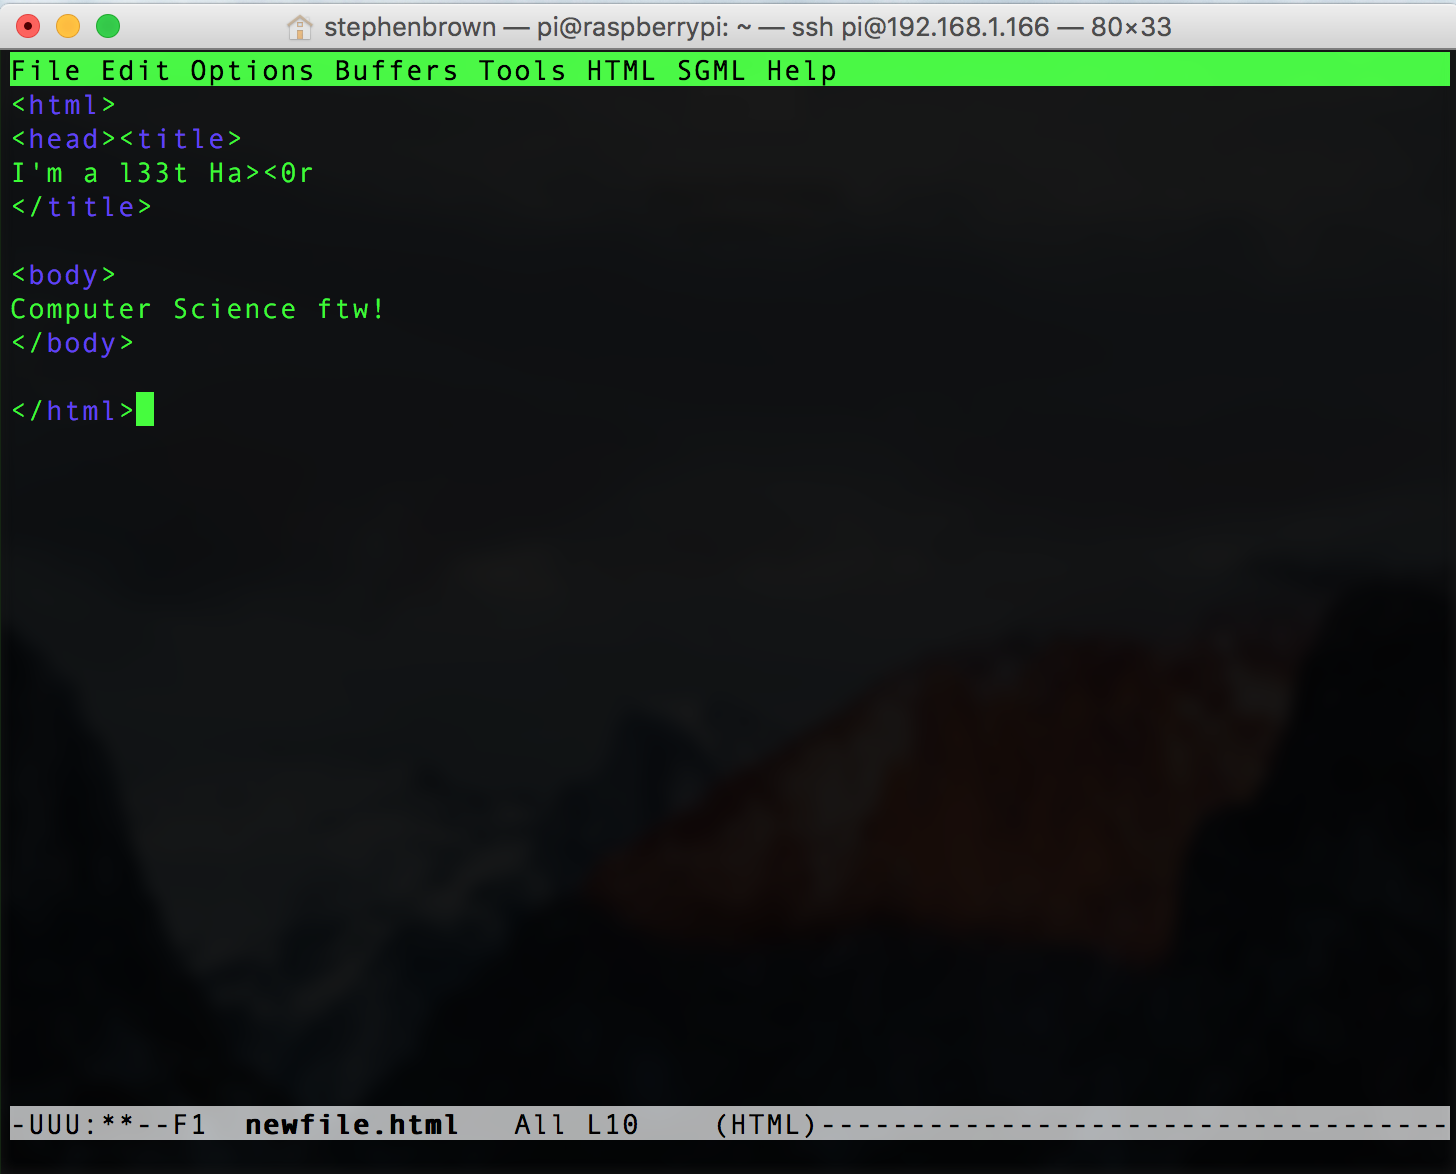 stephenbrown — pi@raspberrypi: ~ — ssh pi@192.168.1.166 — 80×33
File Edit Options Buffers Tools HTML SGML Help
<html>
<head><title>
I'm a l33t Ha><0r
</title>
<body>
Computer Science ftw!
</body>
</html>
-UUU:**--F1  newfile.html   All L10    (HTML)-----------------------------------